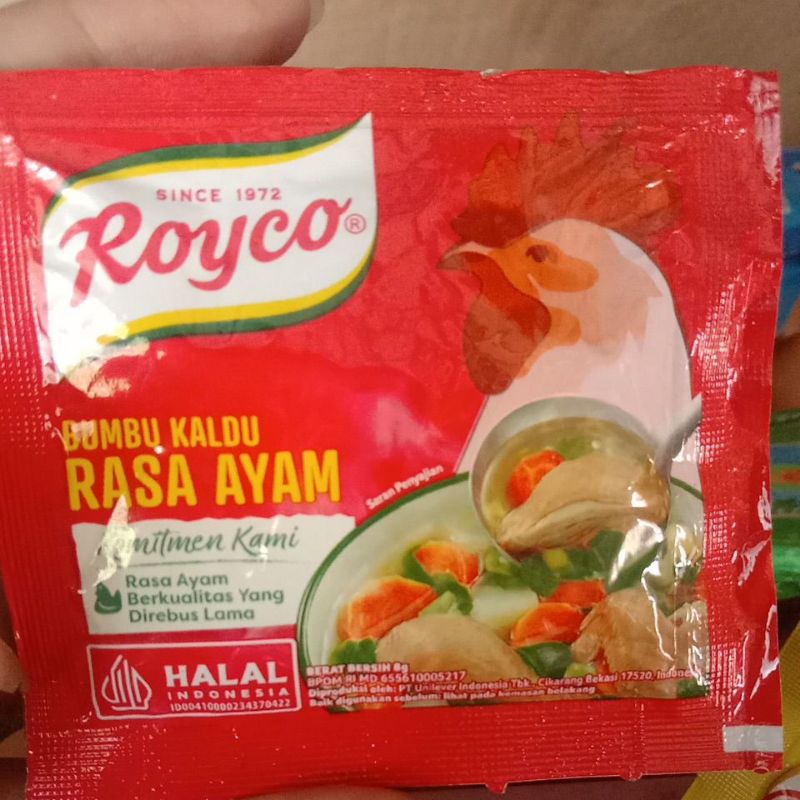 SINCE 1972
Royco®
BUMBU KALDU
RASA AYAM
Saran Penyajian
Komitmen Kami
Rasa Ayam
Berkualitas Yang
Direbus Lama
HALAL
INDONESIA
ID00410000234370422
BERAT BERSIH 8g
BPOM RI MD 655610005217
Diproduksi oleh: PT Unilever Indonesia Tbk., Cikarang Bekasi 17520, Indonesia
Baik digunakan sebelum: lihat pada kemasan belakang